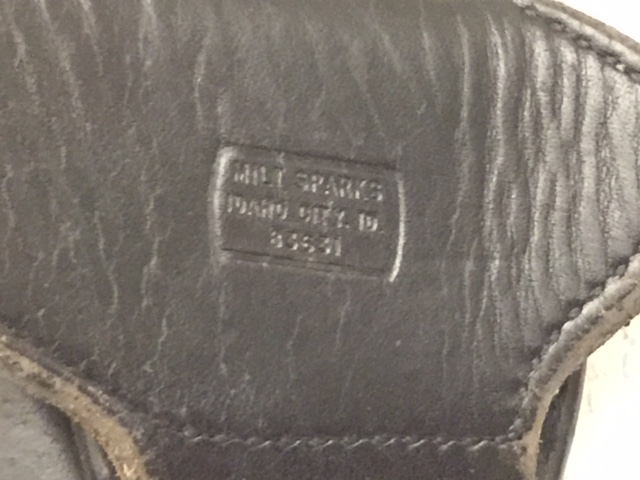 MILT SPARKS
IDAHO CITY, ID.
83631